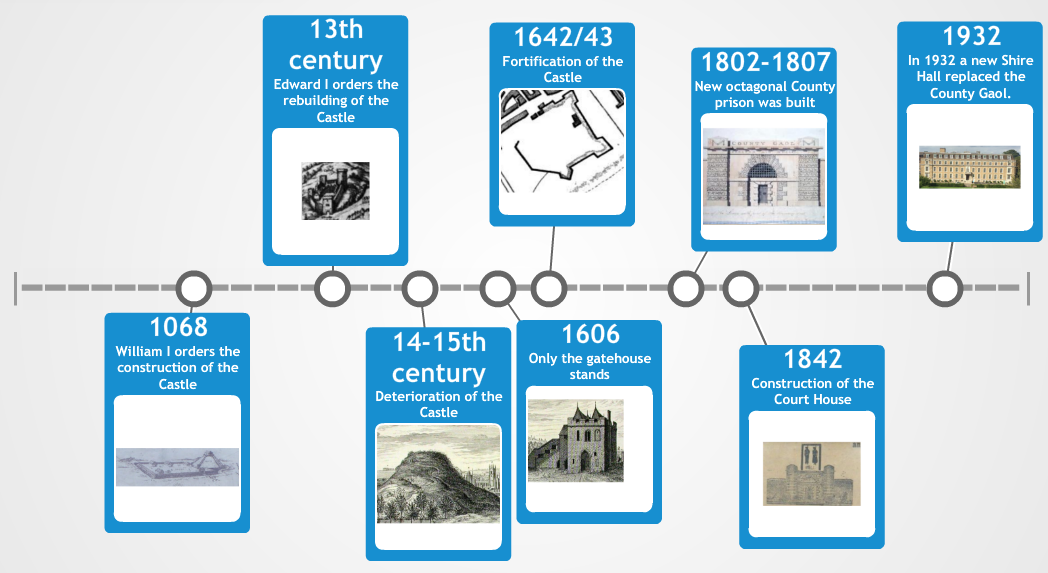 1068
William I orders the
construction of the
Castle
13th
century
Edward I orders the
rebuilding of the
Castle
14-15th
century
Deterioration of the
Castle
1606
Only the gatehouse
stands
1642/43
Fortification of the
Castle
1802-1807
New octagonal County
prison was built
COUNTY GAOL
1842
Construction of the
Court House
1932
In 1932 a new Shire
Hall replaced the
County Gaol.